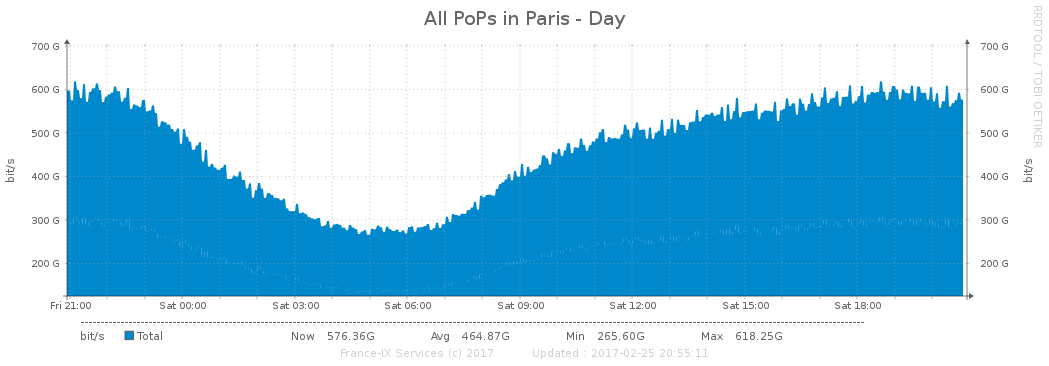 All PoPs in Paris - Day
RRDTOOL / TOBI OETIKER
bit/s
700 G
600 G
500 G
400 G
300 G
200 G
700 G
600 G
500 G
400 G
300 G
200 G
bit/s
Fri 21:00 Sat 00:00 Sat 03:00 Sat 06:00 Sat 09:00 Sat 12:00 Sat 15:00 Sat 18:00
bit/s Total Now 576.36G Avg 464.87G Min 265.60G Max 618.25G
France-IX Services (c) 2017 Updated : 2017-02-25 20:55:11